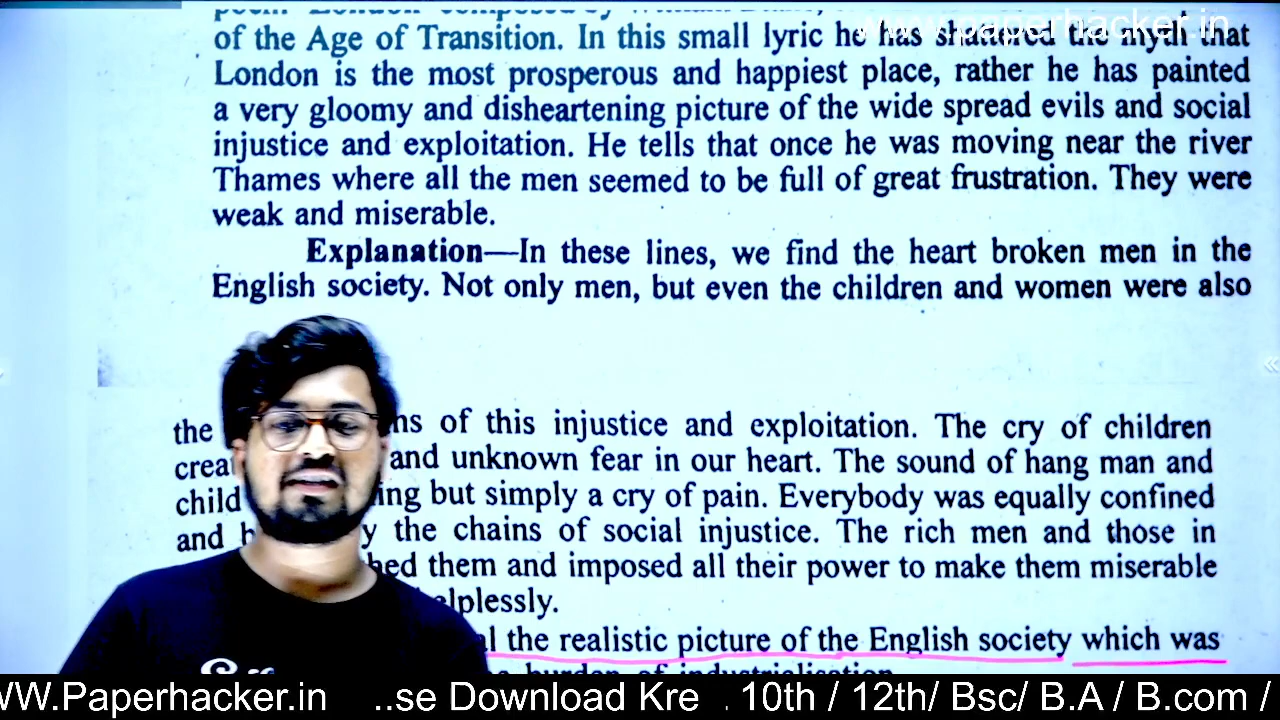 www.paperhacker.in
of the Age of Transition. In this small lyric he has shattered the myth that
London is the most prosperous and happiest place, rather he has painted
a very gloomy and disheartening picture of the wide spread evils and social
injustice and exploitation. He tells that once he was moving near the river
Thames where all the men seemed to be full of great frustration. They were
weak and miserable.
Explanation—In these lines, we find the heart broken men in the
English society. Not only men, but even the children and women were also
the of this injustice and exploitation. The cry of children
and unknown fear in our heart. The sound of hang man and
child but simply a cry of pain. Everybody was equally confined
and the chains of social injustice. The rich men and those in
them and imposed all their power to make them miserable
the realistic picture of the English society which was
burden of industrialisation
WW.Paperhacker.in ..se Download Kre . 10th / 12th/ Bsc/ B.A / B.com /